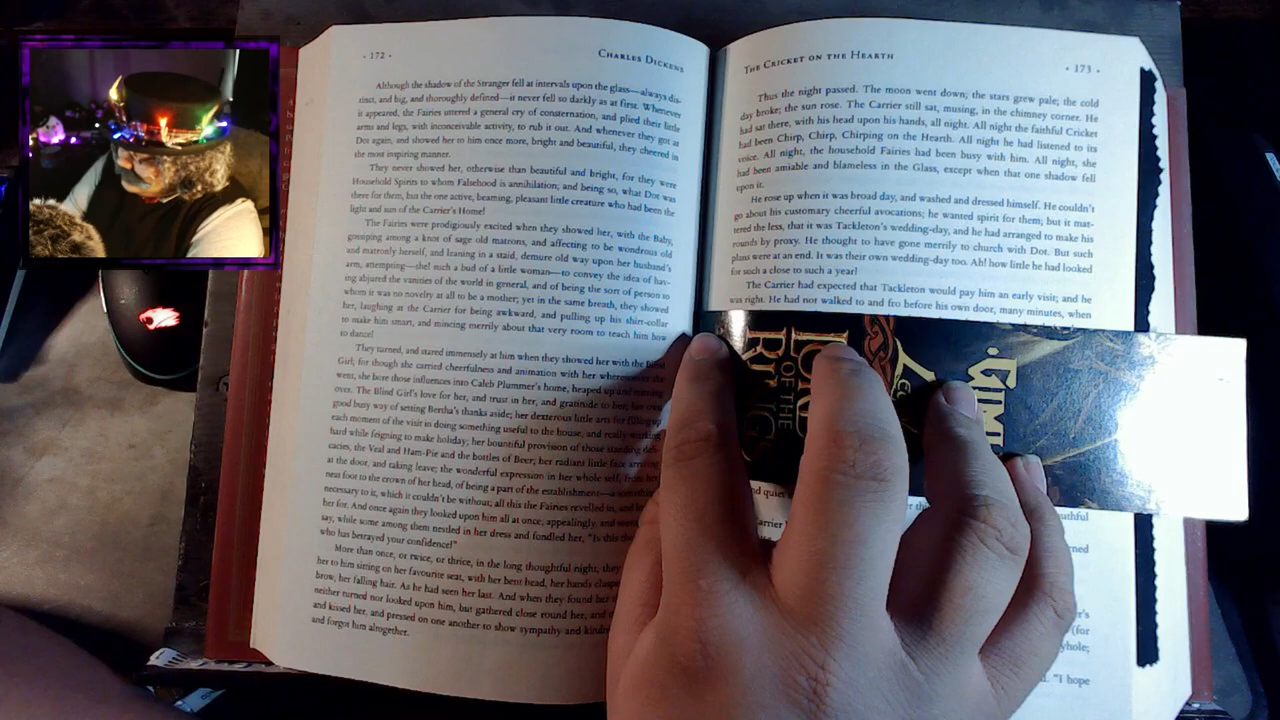 · 172 ·
CHARLES DICKENS
Although the shadow of the Stranger fell at intervals upon the glass—always dis-
tinct, and big, and thoroughly defined—it never fell so darkly as at first. Whenever
it appeared, the Fairies uttered a general cry of consternation, and plied their little
arms and legs, with inconceivable activity, to rub it out. And whenever they got at
Dot again, and showed her to him once more, bright and beautiful, they cheered in
the most inspiring manner.
They never showed her, otherwise than beautiful and bright, for they were
Household Spirits to whom Falsehood is annihilation; and being so, what Dot was
there for them, but the one active, beaming, pleasant little creature who had been the
light and sun of the Carrier's Home!
The Fairies were prodigiously excited when they showed her, with the Baby,
gossiping among a knot of sage old matrons, and affecting to be wondrous old
and matronly herself, and leaning in a staid, demure old way upon her husband's
arm, attempting—she! such a bud of a little woman—to convey the idea of hav-
ing abjured the vanities of the world in general, and of being the sort of person to
whom it was no novelty at all to be a mother; yet in the same breath, they showed
her, laughing at the Carrier for being awkward, and pulling up his shirt-collar
to make him smart, and mincing merrily about that very room to teach him how
to dance!
They turned, and stared immensely at him when they showed her with the Blind
Girl; for though she carried cheerfulness and animation with her wheresoever she
went, she bore those influences into Caleb Plummer's home, heaped up and running
over. The Blind Girl's love for her, and trust in her, and gratitude to her; her own
good busy way of setting Bertha's thanks aside; her dexterous little arts for filling up
each moment of the visit in doing something useful to the house, and really working
hard while feigning to make holiday; her bountiful provision of those standing deli-
cacies, the Veal and Ham-Pie and the bottles of Beer; her radiant little face arriving
at the door, and taking leave; the wonderful expression in her whole self, from her
neat foot to the crown of her head, of being a part of the establishment—a something
necessary to it, which it couldn't be without; all this the Fairies revelled in, and loved
her for. And once again they looked upon him all at once, appealingly, and seemed
say, while some among them nestled in her dress and fondled her, "Is this the
who has betrayed your confidence!"
More than once, or twice, or thrice, in the long thoughtful night, they
her to him sitting on her favourite seat, with her bent head, her hands clasped
brow, her falling hair. As he had seen her last. And when they found her
neither turned nor looked upon him, but gathered close round her, and
and kissed her, and pressed on one another to show sympathy and kindn
and forgot him altogether.
THE CRICKET ON THE HEARTH
· 173 ·
Thus the night passed. The moon went down; the stars grew pale; the cold
day broke; the sun rose. The Carrier still sat, musing, in the chimney corner. He
had sat there, with his head upon his hands, all night. All night the faithful Cricket
had been Chirp, Chirp, Chirping on the Hearth. All night he had listened to its
voice. All night, the household Fairies had been busy with him. All night, she
had been amiable and blameless in the Glass, except when that one shadow fell
upon it.
He rose up when it was broad day, and washed and dressed himself. He couldn't
go about his customary cheerful avocations; he wanted spirit for them; but it mat-
tered the less, that it was Tackleton's wedding-day, and he had arranged to make his
rounds by proxy. He thought to have gone merrily to church with Dot. But such
plans were at an end. It was their own wedding-day too. Ah! how little he had looked
for such a close to such a year!
The Carrier had expected that Tackleton would pay him an early visit; and he
was right. He had not walked to and fro before his own door, many minutes, when
LORD
OF THE
RINGS
nd quiet
arrier
uthful
(for
whole;
"I hope